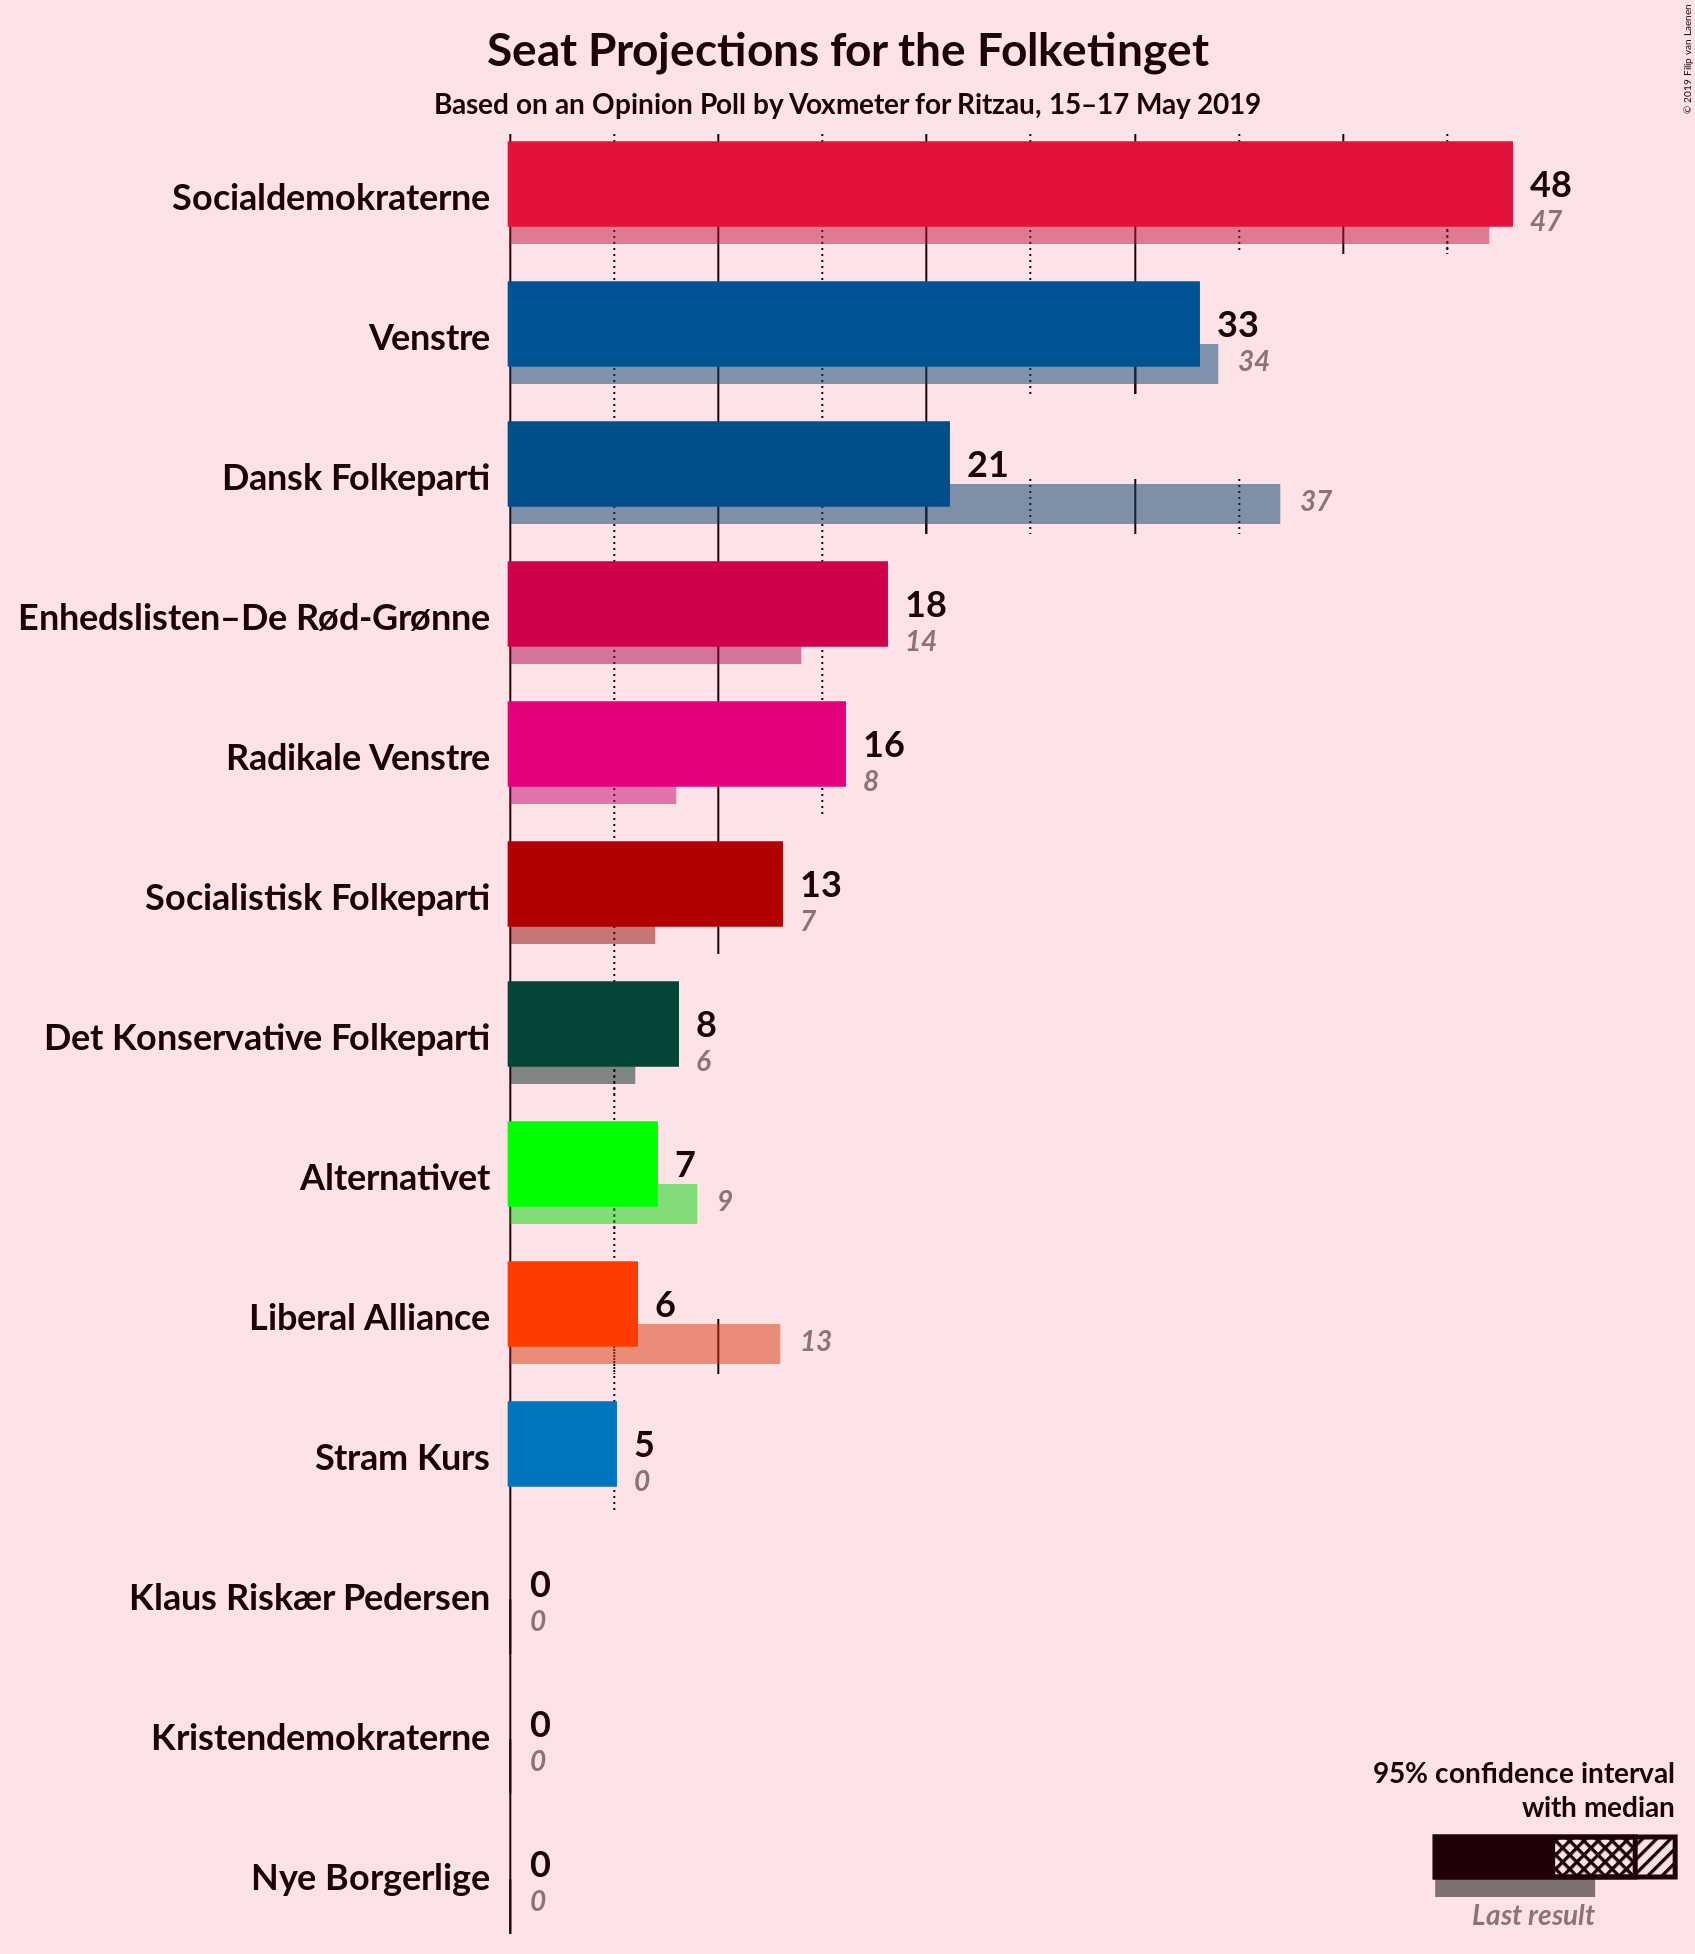 Seat Projections for the Folketinget
Based on an Opinion Poll by Voxmeter for Ritzau, 15–17 May 2019
© 2019 Filip van Laenen
Socialdemokraterne
48
47
Venstre
33
34
Dansk Folkeparti
21
37
Enhedslisten–De Rød-Grønne
18
14
Radikale Venstre
16
8
Socialistisk Folkeparti
13
7
Det Konservative Folkeparti
8
6
Alternativet
7
9
Liberal Alliance
6
13
Stram Kurs
5
0
Klaus Riskær Pedersen
0
0
Kristendemokraterne
0
0
Nye Borgerlige
0
0
95% confidence interval
with median
Last result